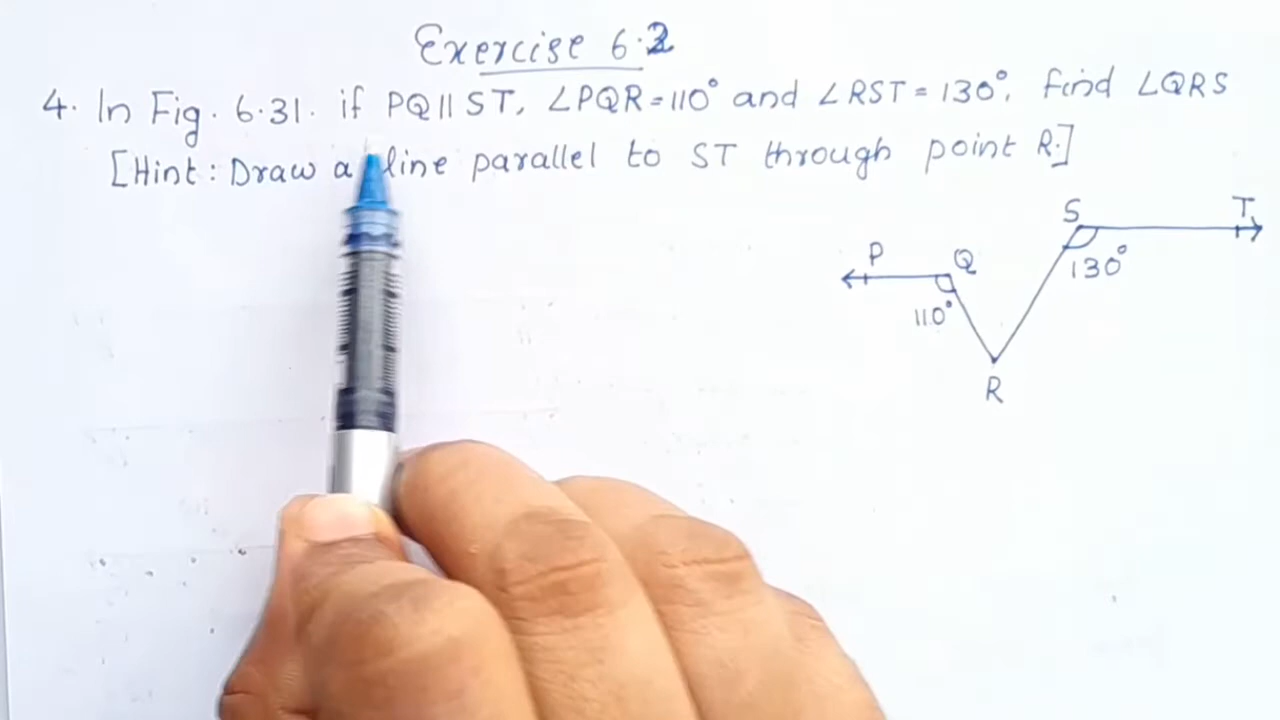 Exercise 6.2
4. In Fig. 6.31. if PQ || ST, ∠PQR = 110° and ∠RST = 130°, find ∠QRS
[Hint : Draw a line parallel to ST through point R.]
S T
P Q 130°
110°
R